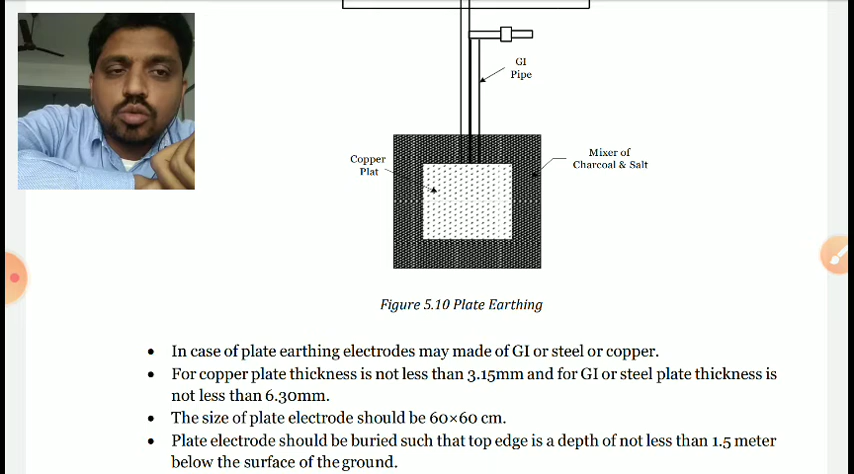 GI
Pipe
Copper
Plat
Mixer of
Charcoal & Salt
Figure 5.10 Plate Earthing
• In case of plate earthing electrodes may made of GI or steel or copper.
• For copper plate thickness is not less than 3.15mm and for GI or steel plate thickness is
not less than 6.30mm.
• The size of plate electrode should be 60×60 cm.
• Plate electrode should be buried such that top edge is a depth of not less than 1.5 meter
below the surface of the ground.